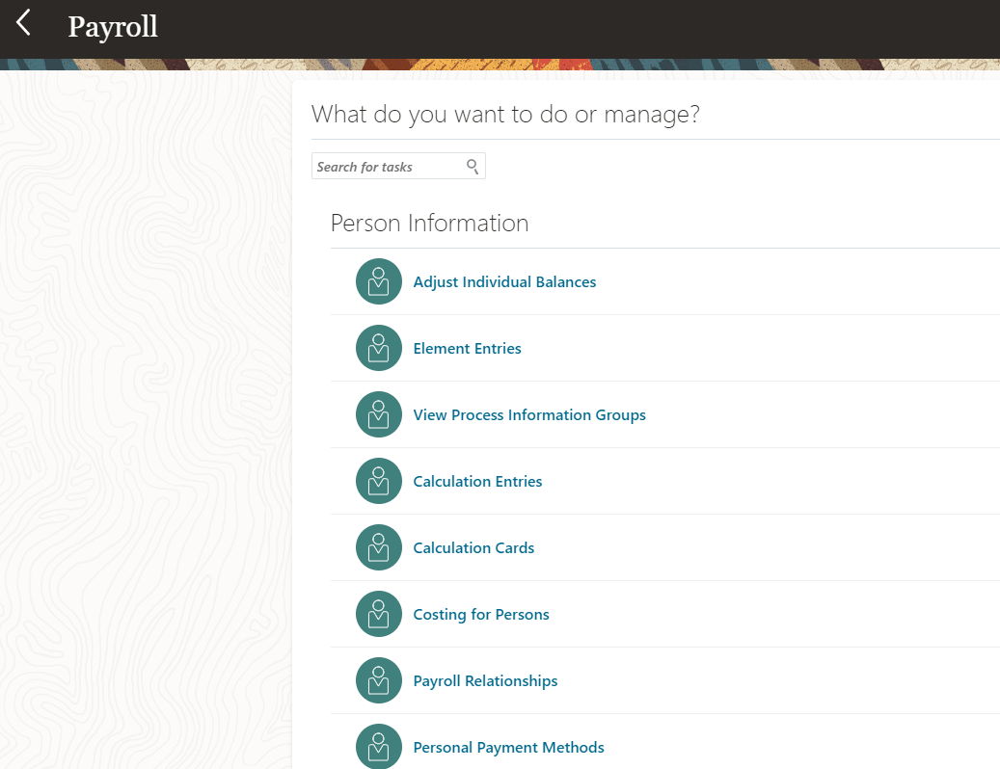 Payroll
What do you want to do or manage?
Search for tasks
Person Information
Adjust Individual Balances
Element Entries
View Process Information Groups
Calculation Entries
Calculation Cards
Costing for Persons
Payroll Relationships
Personal Payment Methods